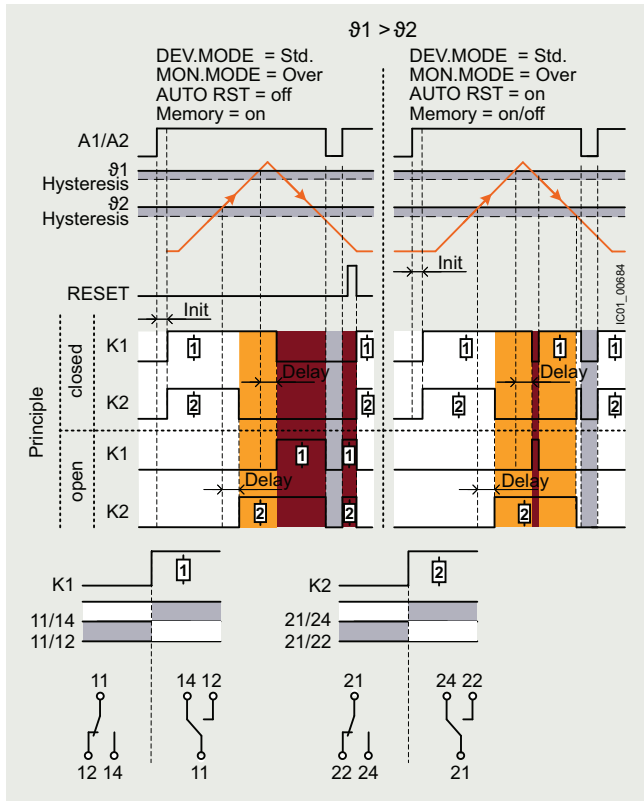 ϑ1 > ϑ2
DEV.MODE = Std.
MON.MODE = Over
AUTO RST = off
Memory = on
DEV.MODE = Std.
MON.MODE = Over
AUTO RST = on
Memory = on/off
A1/A2
ϑ1
Hysteresis
ϑ2
Hysteresis
Init
RESET
Init
IC01_00684
Principle
closed
K1
1
1
1
1
1
Delay
Delay
K2
2
2
2
2
open
K1
1
1
Delay
Delay
K2
2
2
2
K1
1
11/14
11/12
K2
2
21/24
21/22
11
14 12
12 14
11
21
24 22
22 24
21